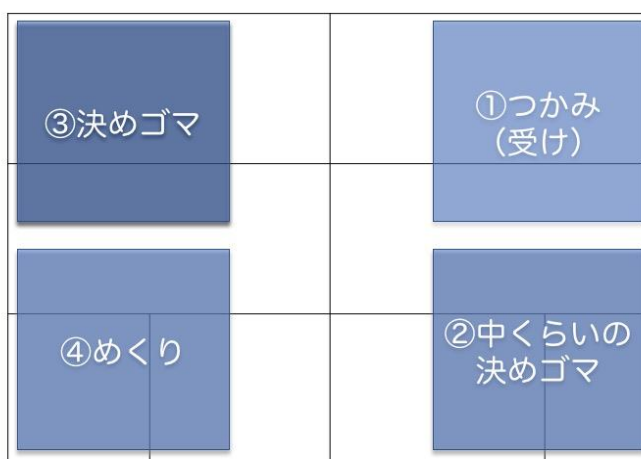 ①つかみ
（受け）
②中くらいの
決めゴマ
③決めゴマ
④めくり